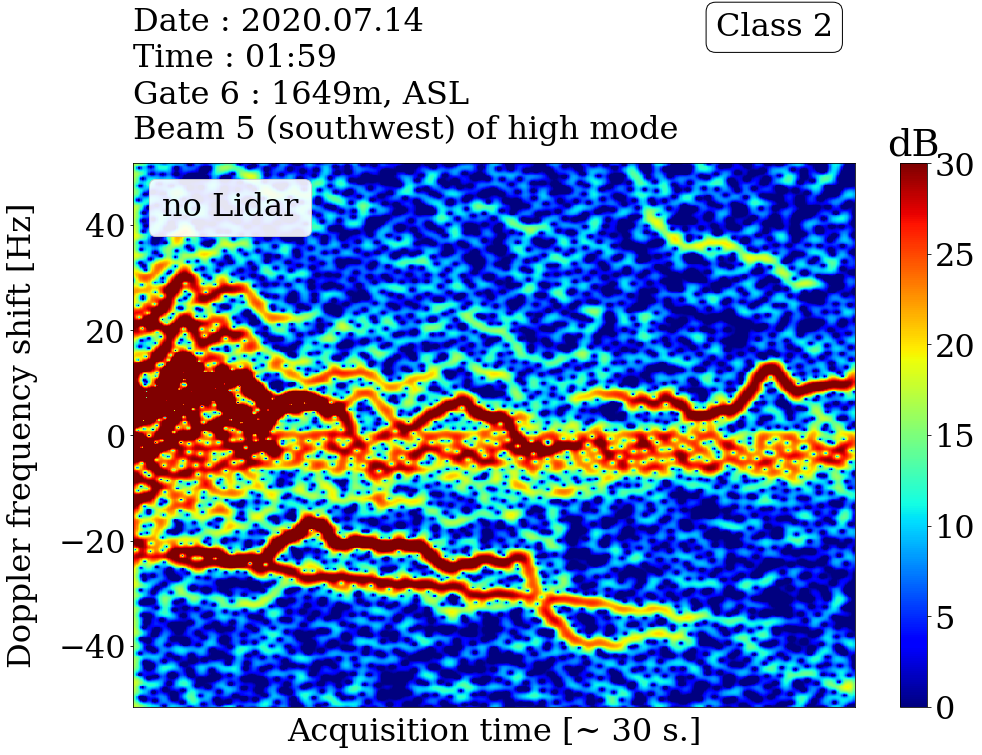 Date : 2020.07.14
Time : 01:59
Gate 6 : 1649m, ASL
Beam 5 (southwest) of high mode
Class 2
no Lidar
dB
30
25
20
15
10
5
0
Doppler frequency shift [Hz]
40
20
0
−20
−40
Acquisition time [~ 30 s.]